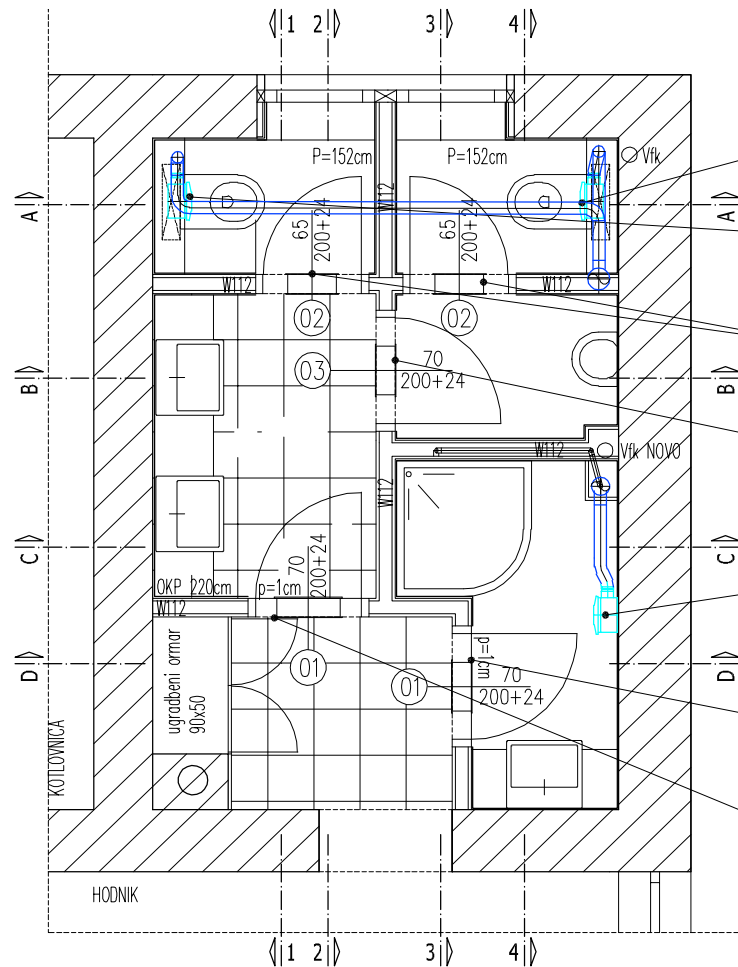 1 2 3 4
P=152cm P=152cm Vfk
W112
A A
65
200+24
65
200+24
W112 W112
02 02
03
70
200+24
B B
W112 Vfk NOVO
W112
C C
70
200+24
OKP 220cm p=1cm
W112
p=1cm
01 01
70
200+24
D D
ugradbeni ormar
90x50
KOTLOVNICA
HODNIK
1 2 3 4